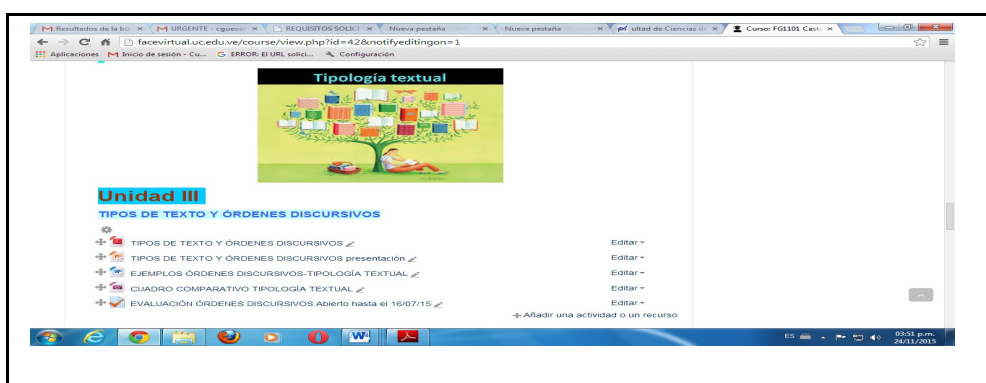 Resultados de la bú
URGENTE - cgueva
REQUISITOS SOLICI
Nueva pestaña
Nueva pestaña
ultad de Ciencias d
Curso: FG1101 Cast
facevirtual.uc.edu.ve/course/view.php?id=42&notifyeditingon=1
Aplicaciones
Inicio de sesión - Cu...
ERROR: El URL solici...
Configuración
Tipología textual
Unidad III
TIPOS DE TEXTO Y ÓRDENES DISCURSIVOS
TIPOS DE TEXTO Y ÓRDENES DISCURSIVOS Editar
TIPOS DE TEXTO Y ÓRDENES DISCURSIVOS presentación Editar
EJEMPLOS ÓRDENES DISCURSIVOS-TIPOLOGÍA TEXTUAL Editar
CUADRO COMPARATIVO TIPOLOGÍA TEXTUAL Editar
EVALUACIÓN ÓRDENES DISCURSIVOS Abierto hasta el 16/07/15 Editar
Añadir una actividad o un recurso
ES
03:51 p.m.
24/11/2015